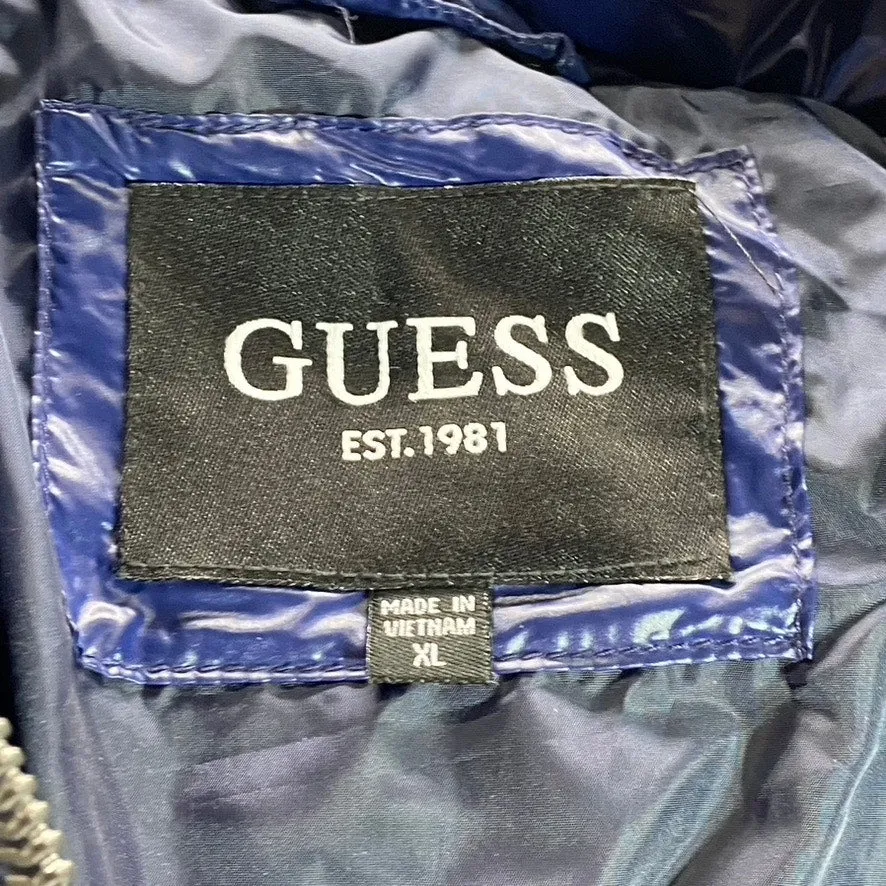 GUESS
EST.1981
MADE IN
VIETNAM
XL